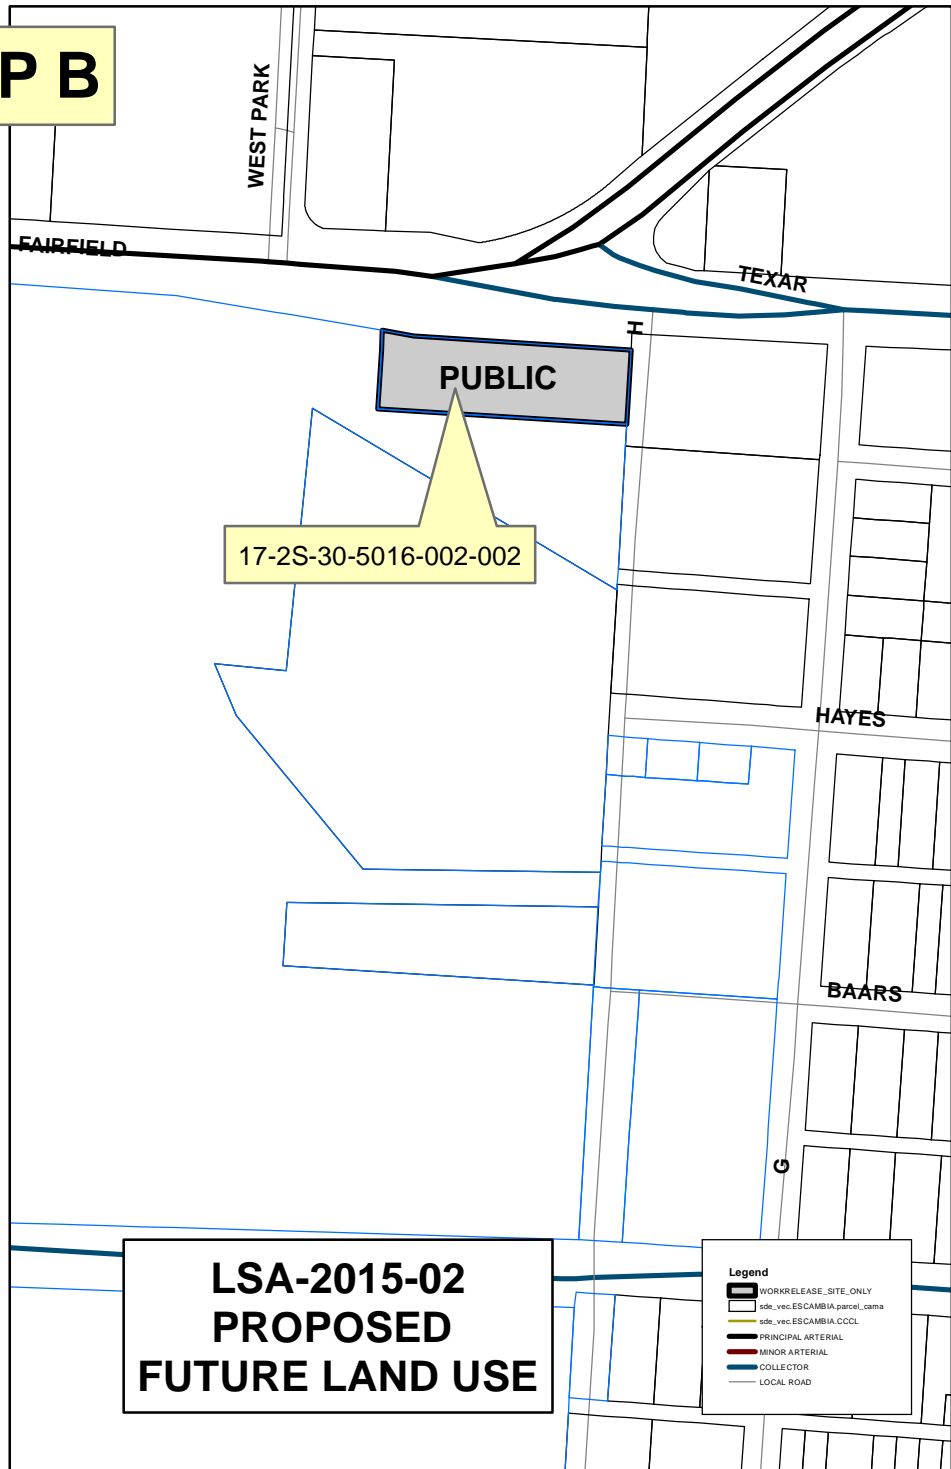 P B
WEST PARK
FAIRFIELD
TEXAR
H
PUBLIC
17-2S-30-5016-002-002
HAYES
BAARS
G
LSA-2015-02
PROPOSED
FUTURE LAND USE
Legend
WORKRELEASE_SITE_ONLY
sde_vec.ESCAMBIA.parcel_cama
sde_vec.ESCAMBIA.CCCL
PRINCIPAL ARTERIAL
MINOR ARTERIAL
COLLECTOR
LOCAL ROAD